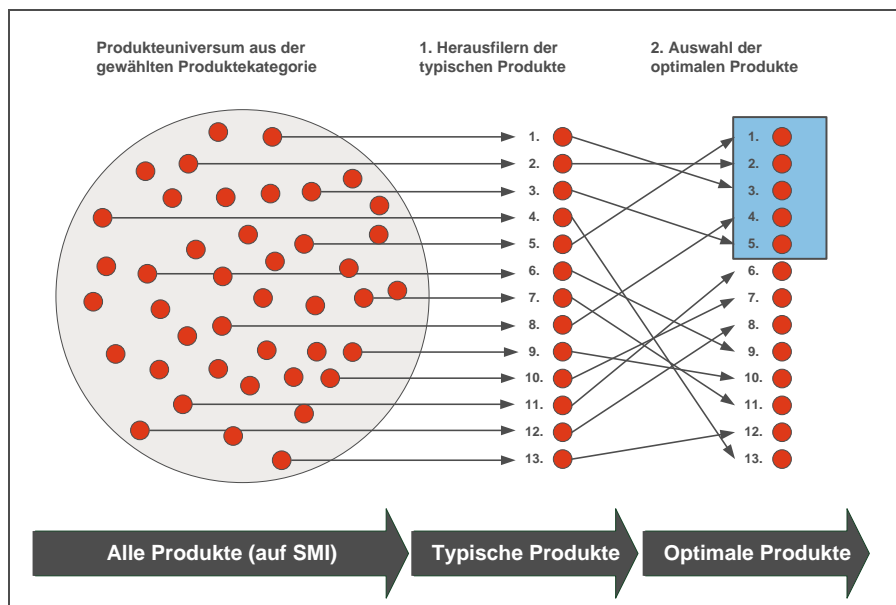 Produkteuniversum aus der
gewählten Produktekategorie
1. Herausfilern der
typischen Produkte
2. Auswahl der
optimalen Produkte
1.
2.
3.
4.
5.
6.
7.
8.
9.
10.
11.
12.
13.
1.
2.
3.
4.
5.
6.
7.
8.
9.
10.
11.
12.
13.
Alle Produkte (auf SMI)
Typische Produkte
Optimale Produkte